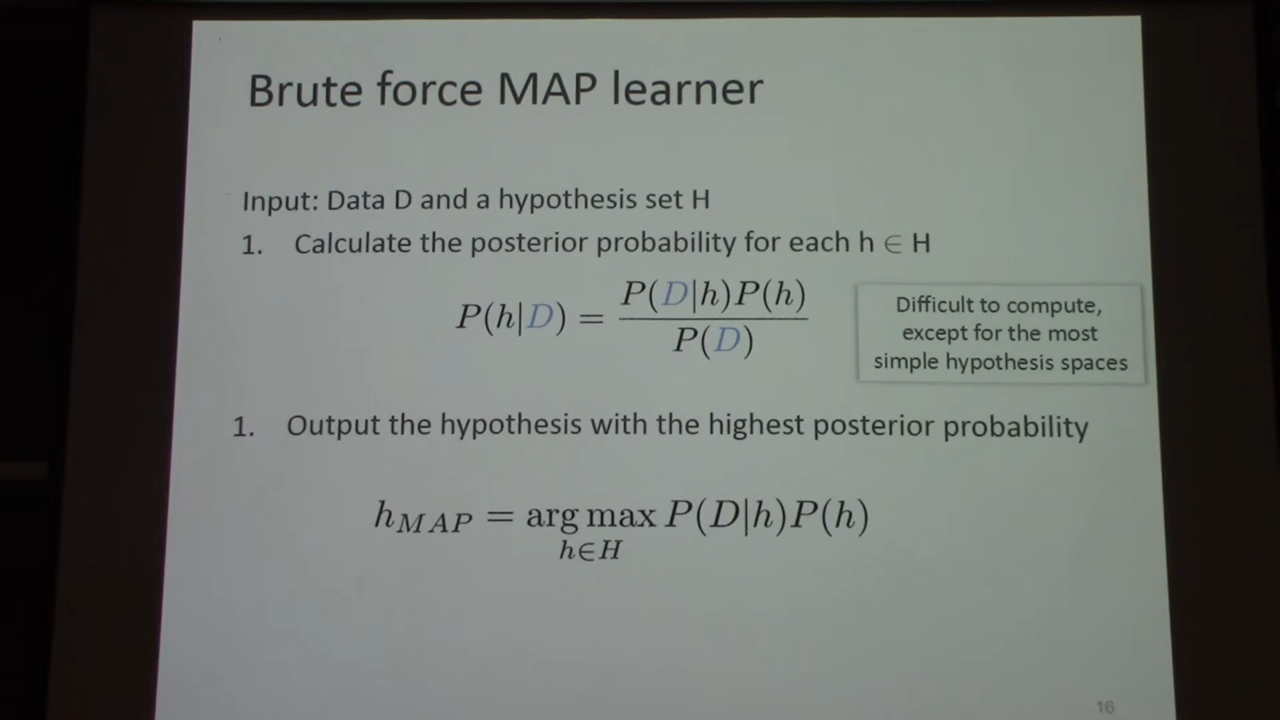 Brute force MAP learner
Input: Data D and a hypothesis set H
1. Calculate the posterior probability for each h ∈ H
P(h|D) = P(D|h)P(h) / P(D)
Difficult to compute,
except for the most
simple hypothesis spaces
1. Output the hypothesis with the highest posterior probability
h_MAP = arg max P(D|h)P(h)
h∈H
16